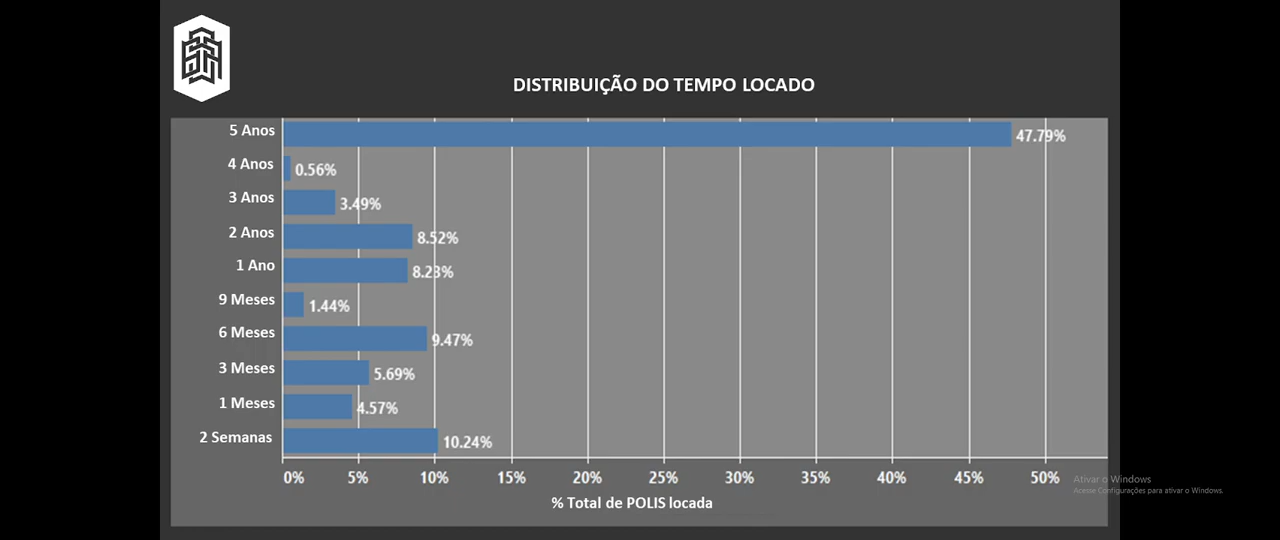 DISTRIBUIÇÃO DO TEMPO LOCADO
5 Anos 47.79%
4 Anos 0.56%
3 Anos 3.49%
2 Anos 8.52%
1 Ano 8.23%
9 Meses 1.44%
6 Meses 9.47%
3 Meses 5.69%
1 Meses 4.57%
2 Semanas 10.24%
0% 5% 10% 15% 20% 25% 30% 35% 40% 45% 50%
% Total de POLIS locada
Ativar o Windows
Acesse Configurações para ativar o Windows.